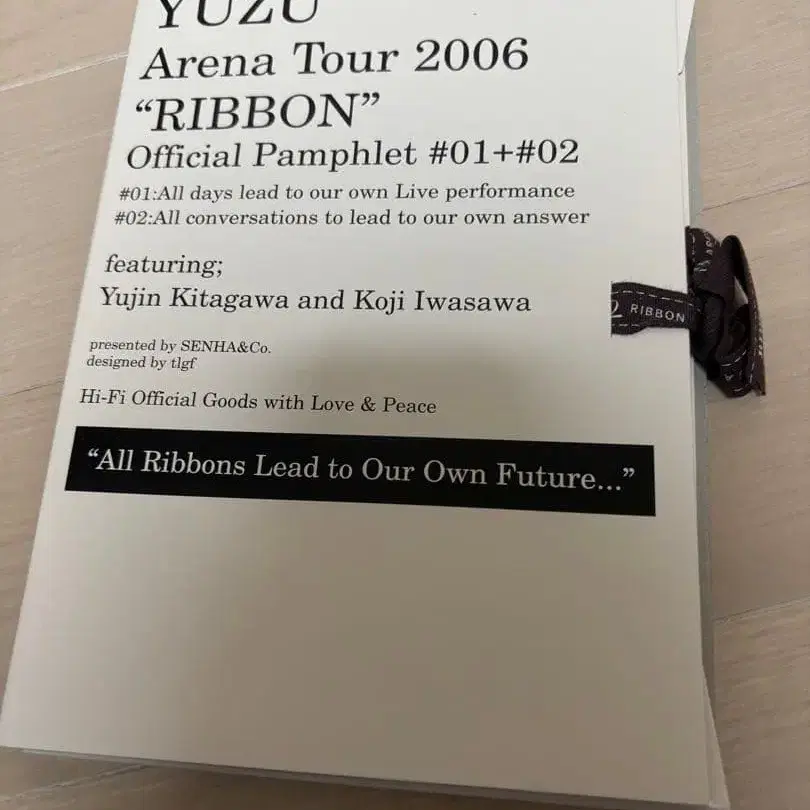 YUZU
Arena Tour 2006
“RIBBON”
Official Pamphlet #01+#02
#01:All days lead to our own Live performance
#02:All conversations to lead to our own answer
featuring;
Yujin Kitagawa and Koji Iwasawa
presented by SENHA&Co.
designed by tlgf
Hi-Fi Official Goods with Love & Peace
“All Ribbons Lead to Our Own Future...”
RIBBON